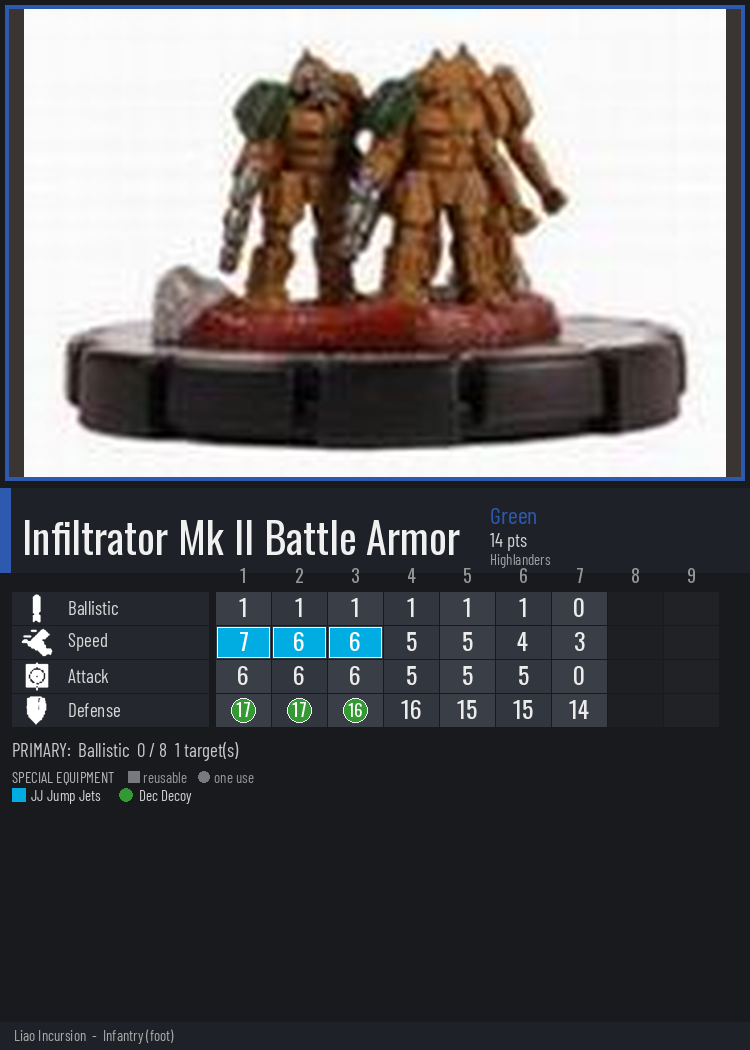 Infiltrator Mk II Battle Armor
Green
14 pts
Highlanders
1 2 3 4 5 6 7 8 9
Ballistic 1 1 1 1 1 1 0
Speed 7 6 6 5 5 4 3
Attack 6 6 6 5 5 5 0
Defense 17 17 16 16 15 15 14
PRIMARY: Ballistic 0 / 8 1 target(s)
SPECIAL EQUIPMENT reusable one use
JJ Jump Jets Dec Decoy
Liao Incursion - Infantry (foot)